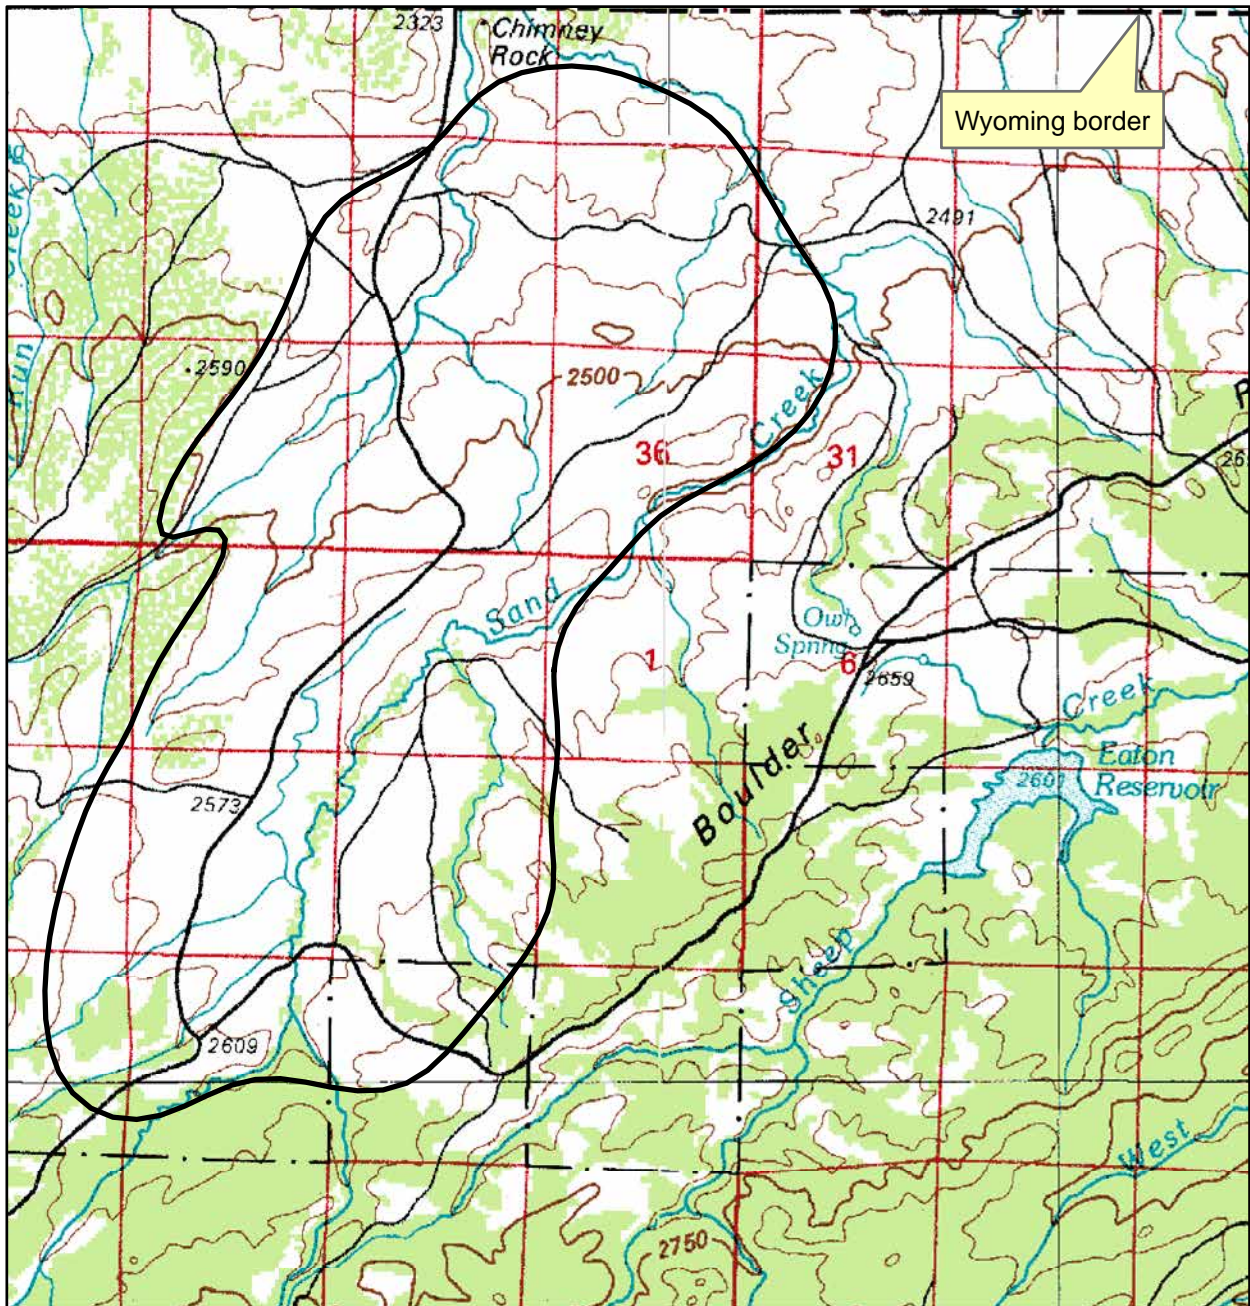 2323
Chimney
Rock
Wyoming border
2491
Run
2590
2500
Creek
36
31
Sand
Owl
Spring
1
6
2659
Creek
Eaton
Reservoir
2601
Boulder
2573
Sheep
2609
West
2750